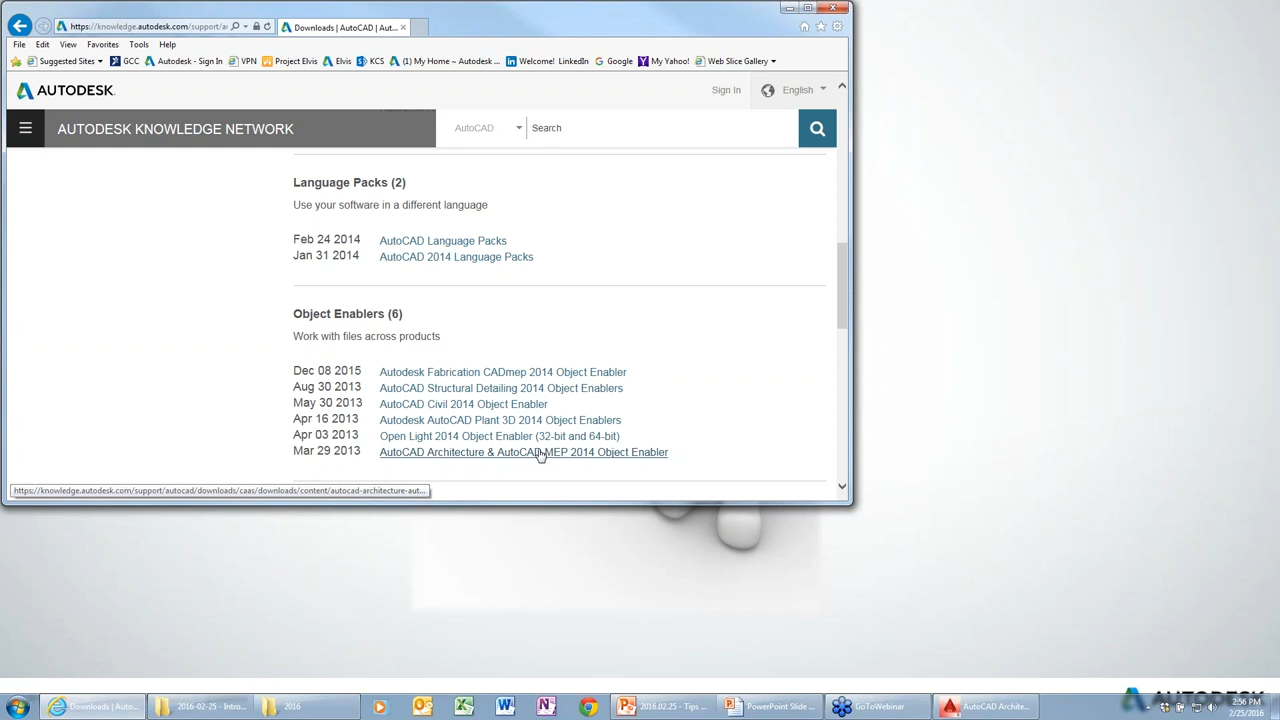 https://knowledge.autodesk.com/support/a
Downloads | AutoCAD | Aut...
File Edit View Favorites Tools Help
Suggested Sites GCC Autodesk - Sign In VPN Project Elvis Elvis KCS (1) My Home ~ Autodesk ... Welcome! LinkedIn Google My Yahoo! Web Slice Gallery
AUTODESK.
Sign In English
AUTODESK KNOWLEDGE NETWORK AutoCAD Search
Language Packs (2)
Use your software in a different language
Feb 24 2014 AutoCAD Language Packs
Jan 31 2014 AutoCAD 2014 Language Packs
Object Enablers (6)
Work with files across products
Dec 08 2015 Autodesk Fabrication CADmep 2014 Object Enabler
Aug 30 2013 AutoCAD Structural Detailing 2014 Object Enablers
May 30 2013 AutoCAD Civil 2014 Object Enabler
Apr 16 2013 Autodesk AutoCAD Plant 3D 2014 Object Enablers
Apr 03 2013 Open Light 2014 Object Enabler (32-bit and 64-bit)
Mar 29 2013 AutoCAD Architecture & AutoCAD MEP 2014 Object Enabler
https://knowledge.autodesk.com/support/autocad/downloads/caas/downloads/content/autocad-architecture-aut...
AUTODESK
Downloads | Auto... 2016-02-25 - Intro... 2016 2016.02.25 - Tips ... PowerPoint Slide ... GoToWebinar AutoCAD Archite...
2:56 PM
2/25/2016